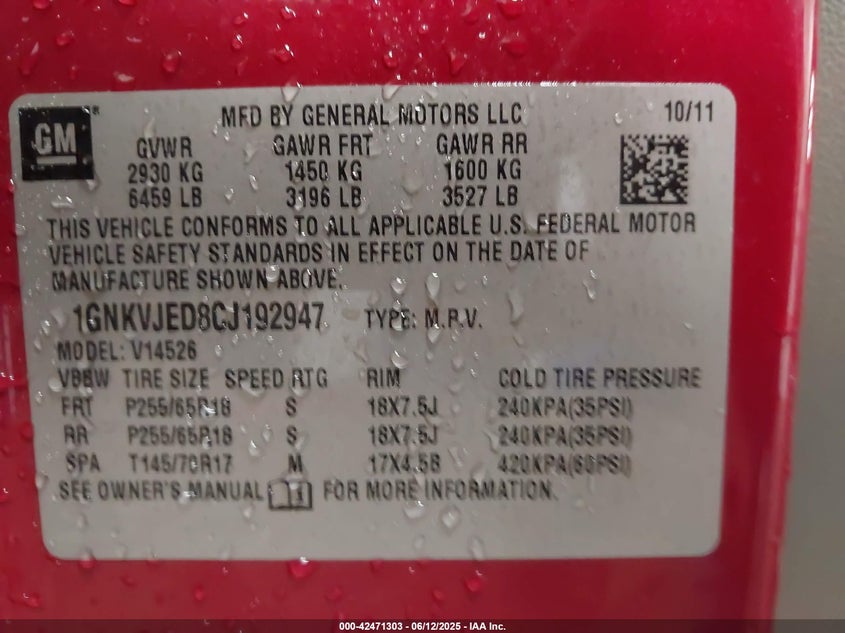 GM
MFD BY GENERAL MOTORS LLC 10/11
GVWR GAWR FRT GAWR RR
2930 KG 1450 KG 1600 KG
6459 LB 3196 LB 3527 LB
THIS VEHICLE CONFORMS TO ALL APPLICABLE U.S. FEDERAL MOTOR
VEHICLE SAFETY STANDARDS IN EFFECT ON THE DATE OF
MANUFACTURE SHOWN ABOVE.
1GNKVJED8CJ192947 TYPE: M.P.V.
MODEL: V14526
TIRE SIZE SPEED RTG RIM COLD TIRE PRESSURE
FRT P255/65R18 S 18X7.5J 240KPA(35PSI)
RR P255/65R18 S 18X7.5J 240KPA(35PSI)
SPA T145/70R17 M 17X4.5B 420KPA(60PSI)
SEE OWNER'S MANUAL FOR MORE INFORMATION.
000-42471303 - 06/12/2025 - IAA Inc.